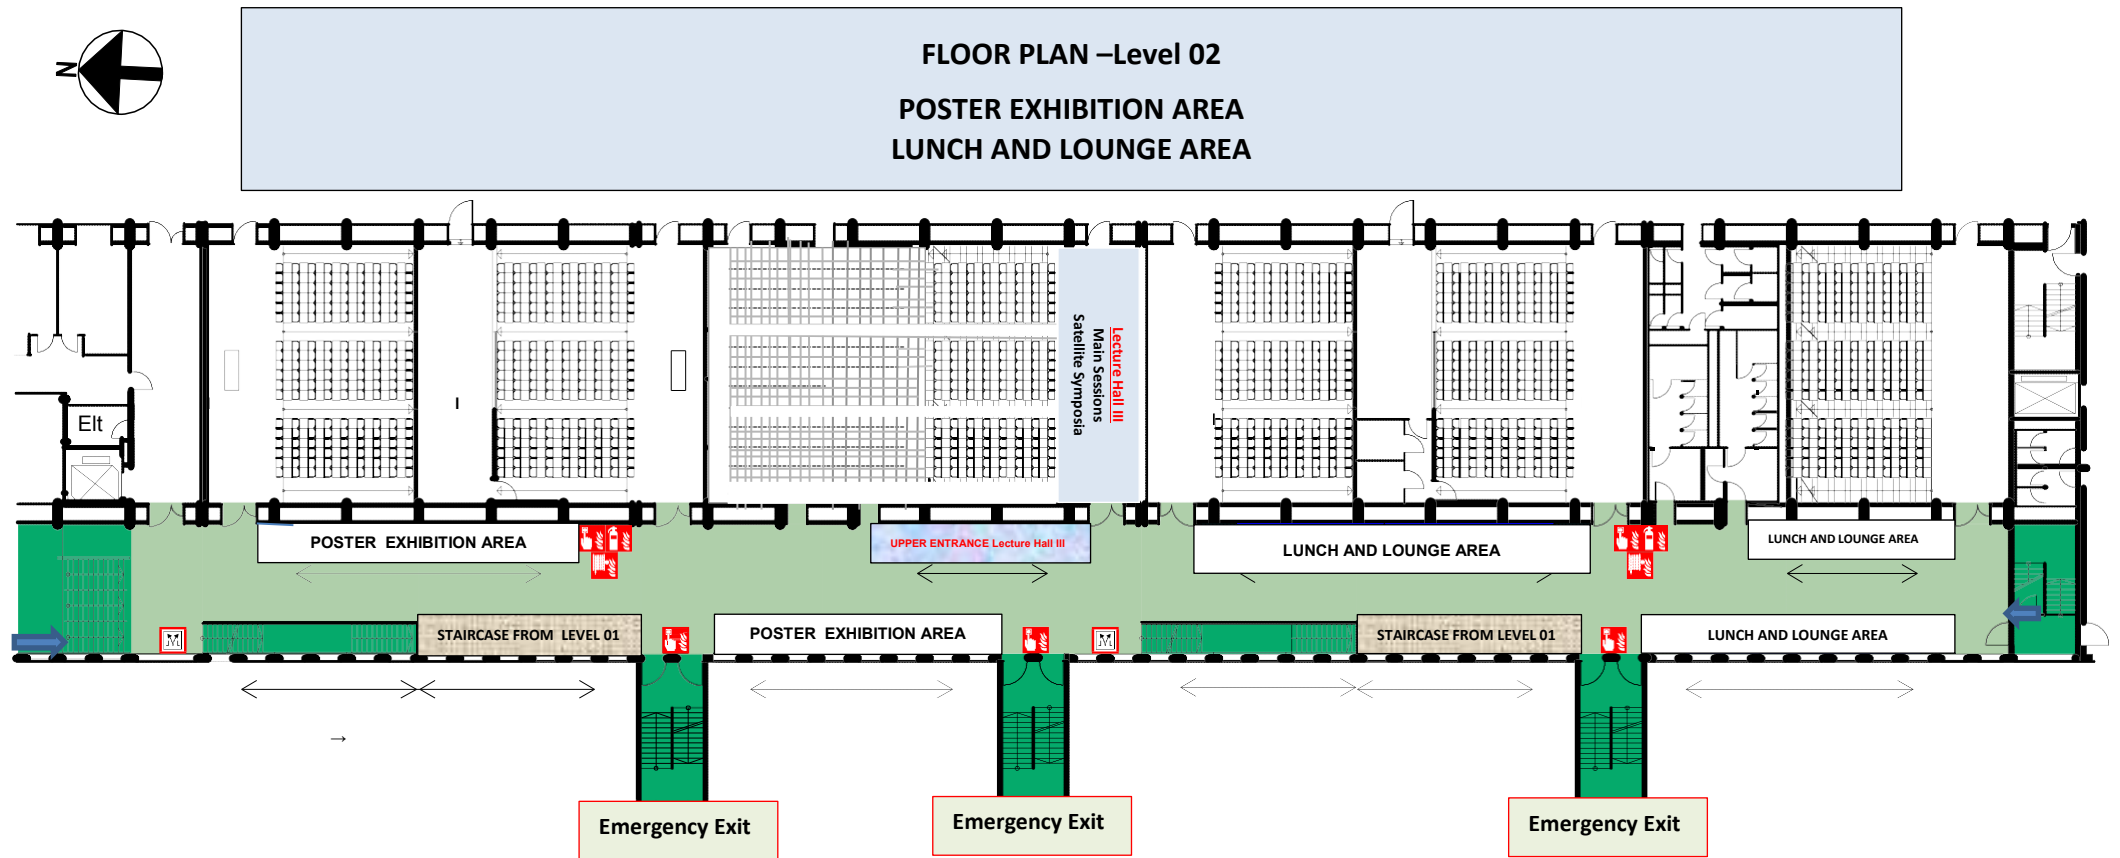 N
FLOOR PLAN –Level 02
POSTER EXHIBITION AREA
LUNCH AND LOUNGE AREA
Lecture Hall III
Main Sessions
Satellite Symposia
I
Elt
POSTER EXHIBITION AREA
UPPER ENTRANCE Lecture Hall III
LUNCH AND LOUNGE AREA
LUNCH AND LOUNGE AREA
STAIRCASE FROM LEVEL 01
POSTER EXHIBITION AREA
STAIRCASE FROM LEVEL 01
LUNCH AND LOUNGE AREA
Emergency Exit
Emergency Exit
Emergency Exit